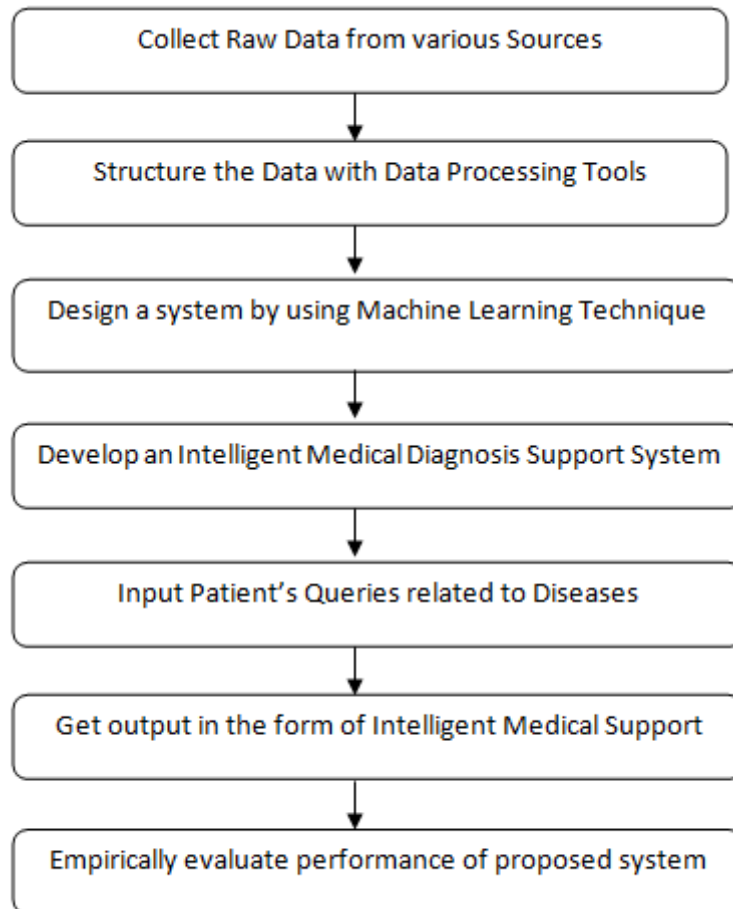 Collect Raw Data from various Sources
Structure the Data with Data Processing Tools
Design a system by using Machine Learning Technique
Develop an Intelligent Medical Diagnosis Support System
Input Patient’s Queries related to Diseases
Get output in the form of Intelligent Medical Support
Empirically evaluate performance of proposed system